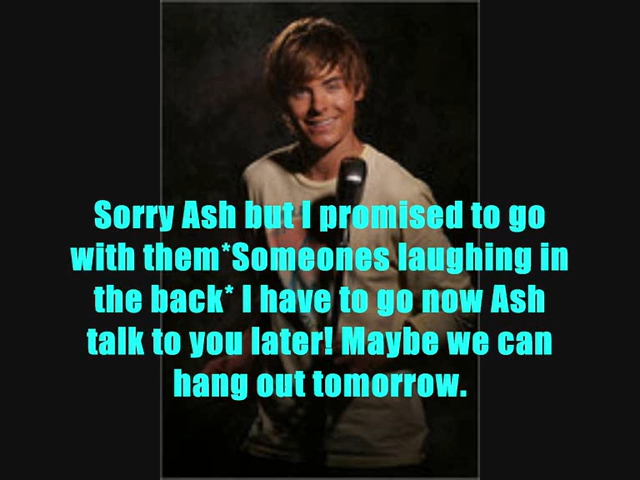 Sorry Ash but I promised to go
with them*Someones laughing in
the back* I have to go now Ash
talk to you later! Maybe we can
hang out tomorrow.